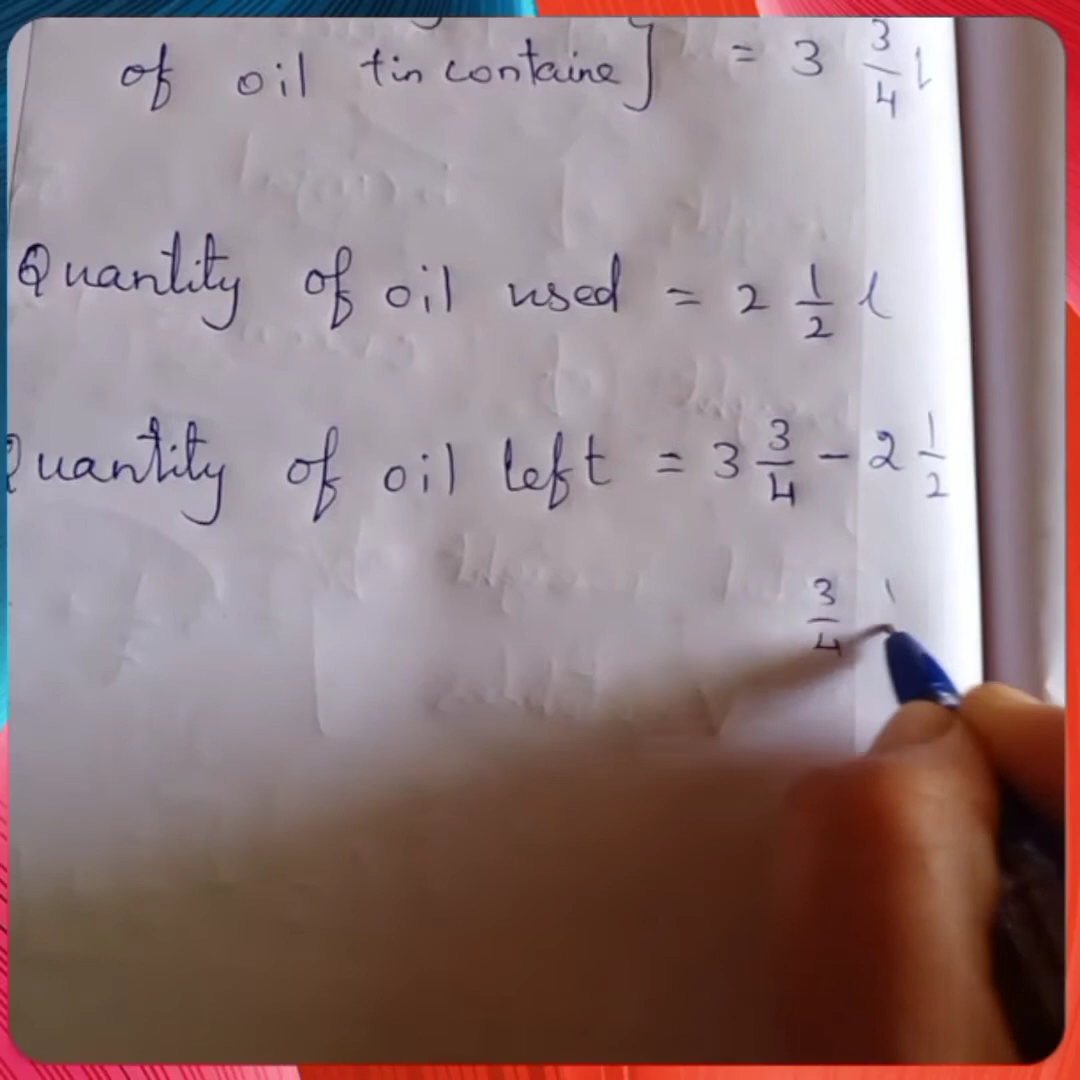 of oil tin containe] = 3 3/4 l
Quantity of oil used = 2 1/2 l
Quantity of oil left = 3 3/4 - 2 1/2
3/4